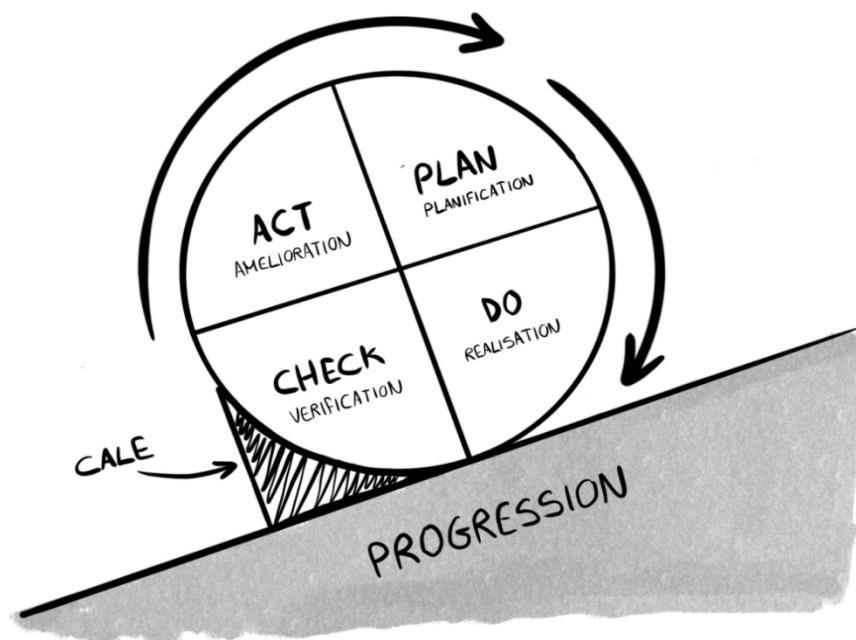 PLAN
PLANIFICATION
ACT
AMELIORATION
DO
REALISATION
CHECK
VERIFICATION
CALE
PROGRESSION